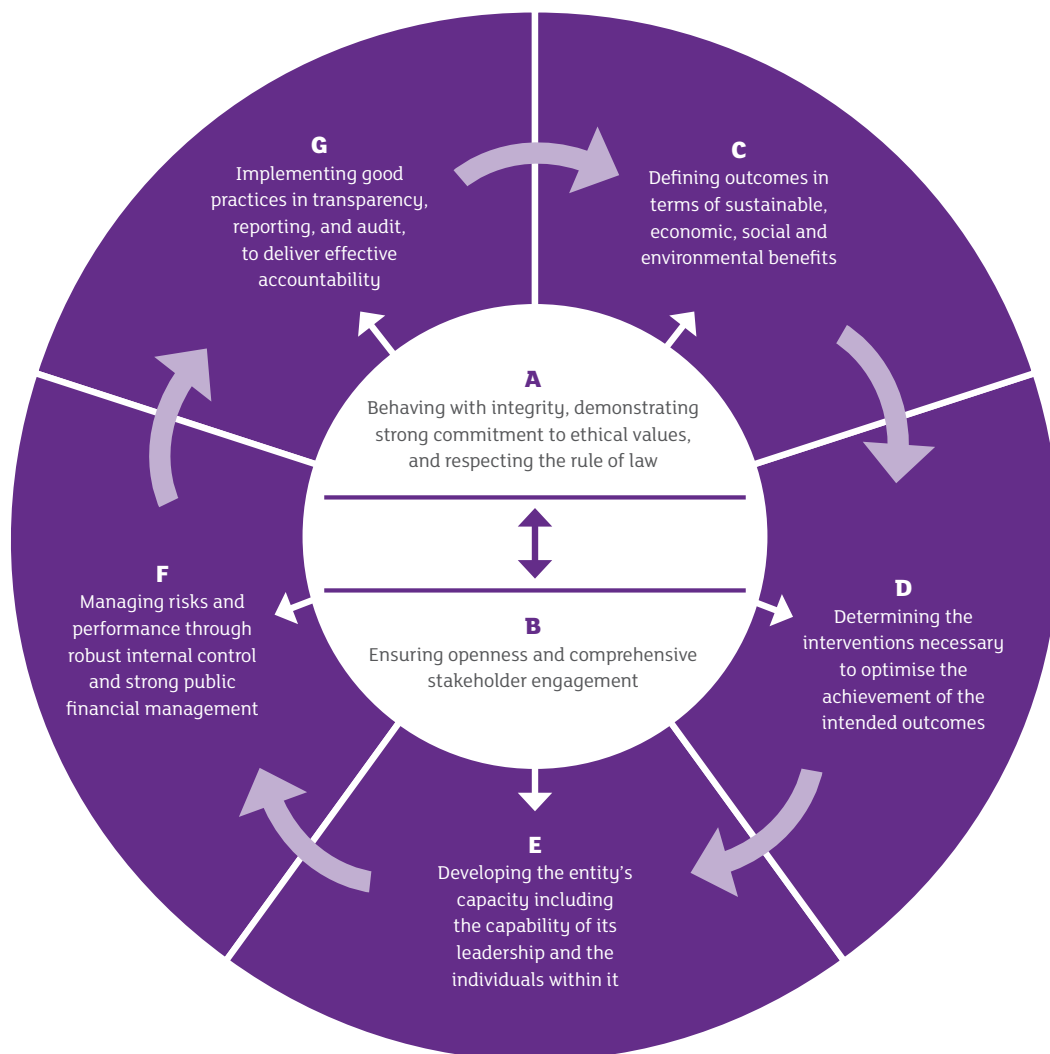 A
Behaving with integrity, demonstrating
strong commitment to ethical values,
and respecting the rule of law
B
Ensuring openness and comprehensive
stakeholder engagement
C
Defining outcomes in
terms of sustainable,
economic, social and
environmental benefits
D
Determining the
interventions necessary
to optimise the
achievement of the
intended outcomes
E
Developing the entity's
capacity including
the capability of its
leadership and the
individuals within it
F
Managing risks and
performance through
robust internal control
and strong public
financial management
G
Implementing good
practices in transparency,
reporting, and audit,
to deliver effective
accountability